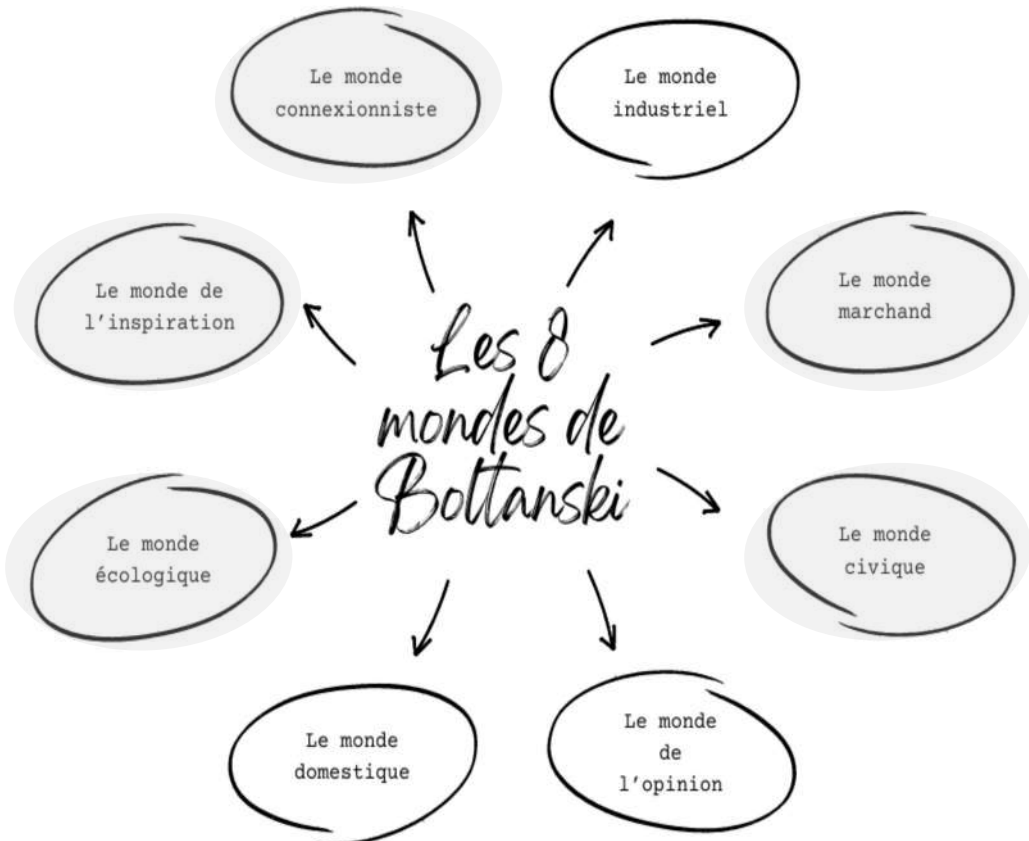 Le monde
connexionniste
Le monde
industriel
Le monde de
l'inspiration
Le monde
marchand
Les 8
mondes de
Boltanski
Le monde
écologique
Le monde
civique
Le monde
domestique
Le monde
de
l'opinion